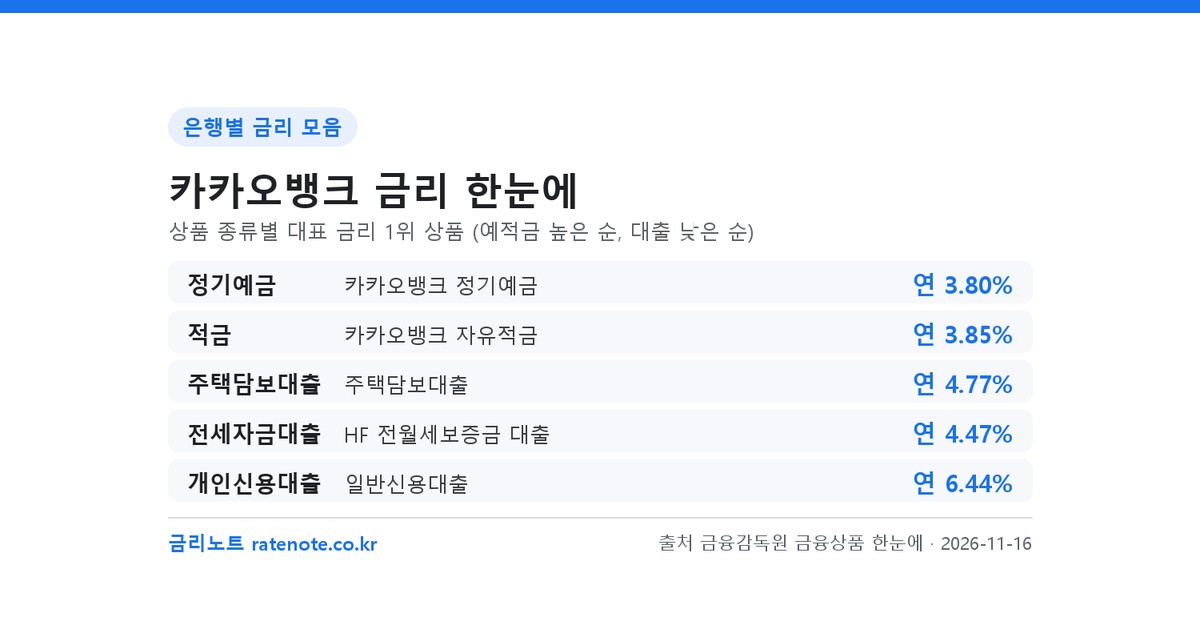 은행별 금리 모음
카카오뱅크 금리 한눈에
상품 종류별 대표 금리 1위 상품 (예적금 높은 순, 대출 낮은 순)
정기예금 카카오뱅크 정기예금 연 3.80%
적금 카카오뱅크 자유적금 연 3.85%
주택담보대출 주택담보대출 연 4.77%
전세자금대출 HF 전월세보증금 대출 연 4.47%
개인신용대출 일반신용대출 연 6.44%
금리노트 ratenote.co.kr 출처 금융감독원 금융상품 한눈에 · 2026-11-16